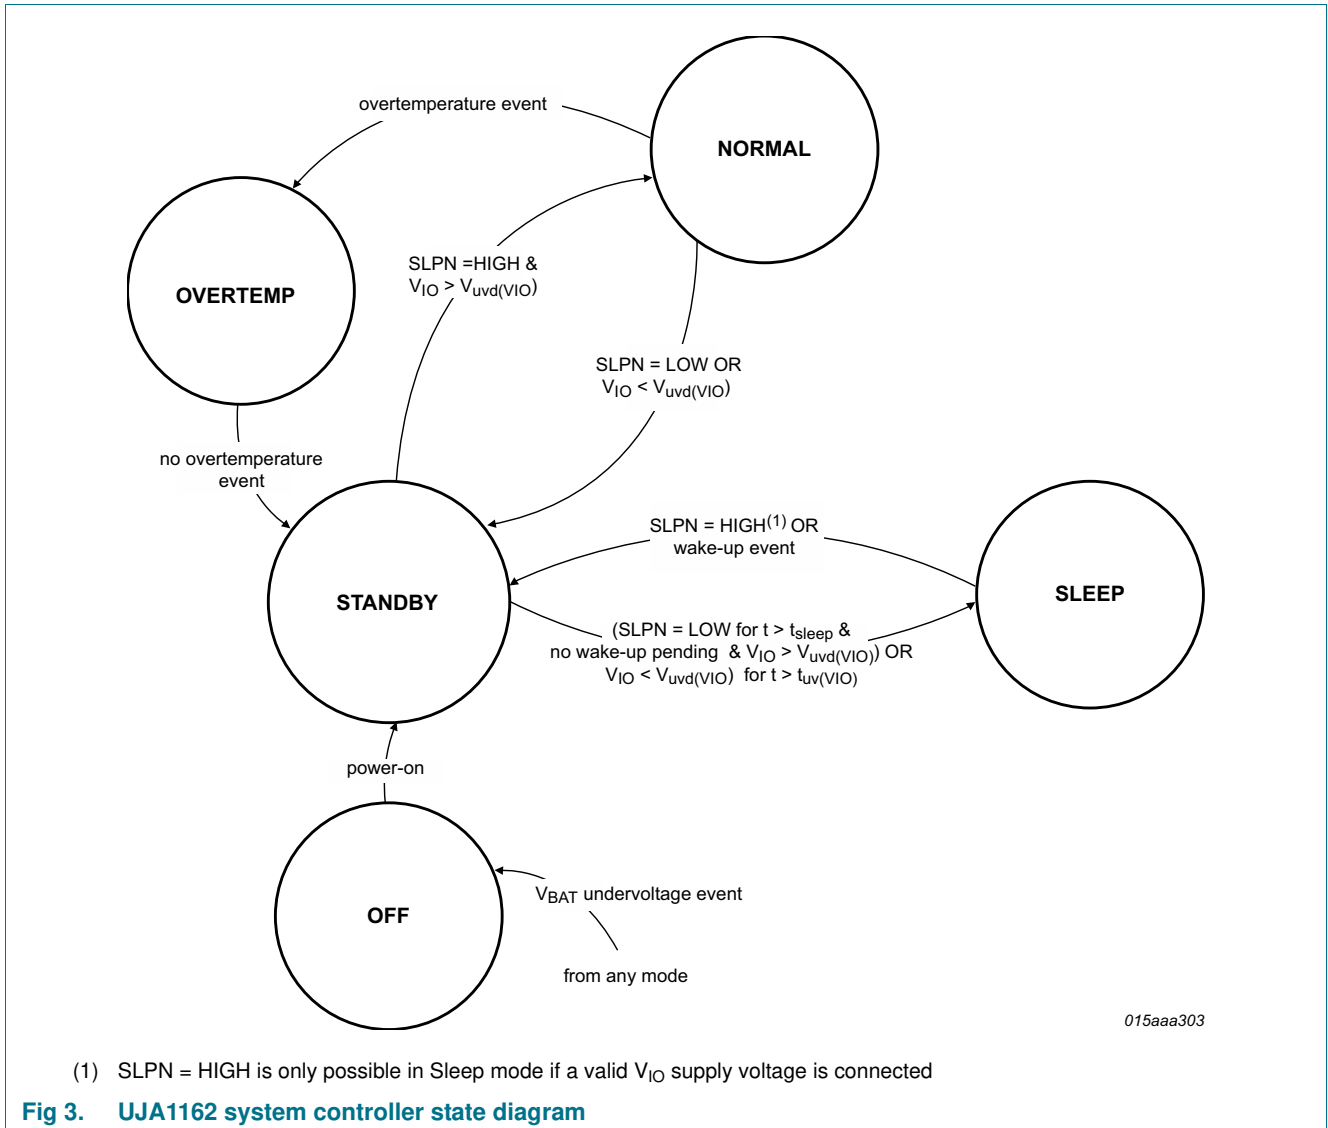 overtemperature event
NORMAL
SLPN =HIGH &
VIO > Vuvd(VIO)
OVERTEMP
SLPN = LOW OR
VIO < Vuvd(VIO)
no overtemperature
event
SLPN = HIGH(1) OR
wake-up event
STANDBY
SLEEP
(SLPN = LOW for t > tsleep &
no wake-up pending & VIO > Vuvd(VIO)) OR
VIO < Vuvd(VIO) for t > tuv(VIO)
power-on
VBAT undervoltage event
OFF
from any mode
015aaa303
(1) SLPN = HIGH is only possible in Sleep mode if a valid VIO supply voltage is connected
Fig 3. UJA1162 system controller state diagram